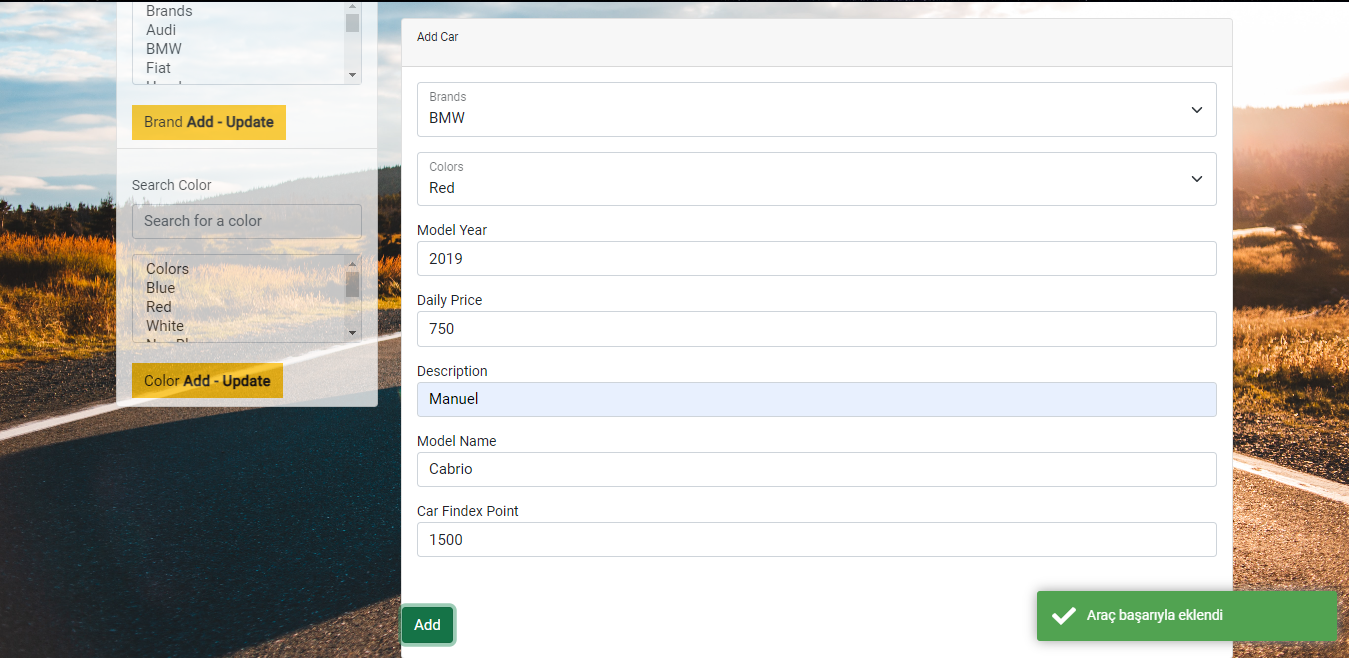 Brands
Audi
BMW
Fiat
Brand Add - Update
Search Color
Search for a color
Colors
Blue
Red
White
Color Add - Update
Add Car
Brands
BMW
Colors
Red
Model Year
2019
Daily Price
750
Description
Manuel
Model Name
Cabrio
Car Findex Point
1500
Add
Araç başarıyla eklendi